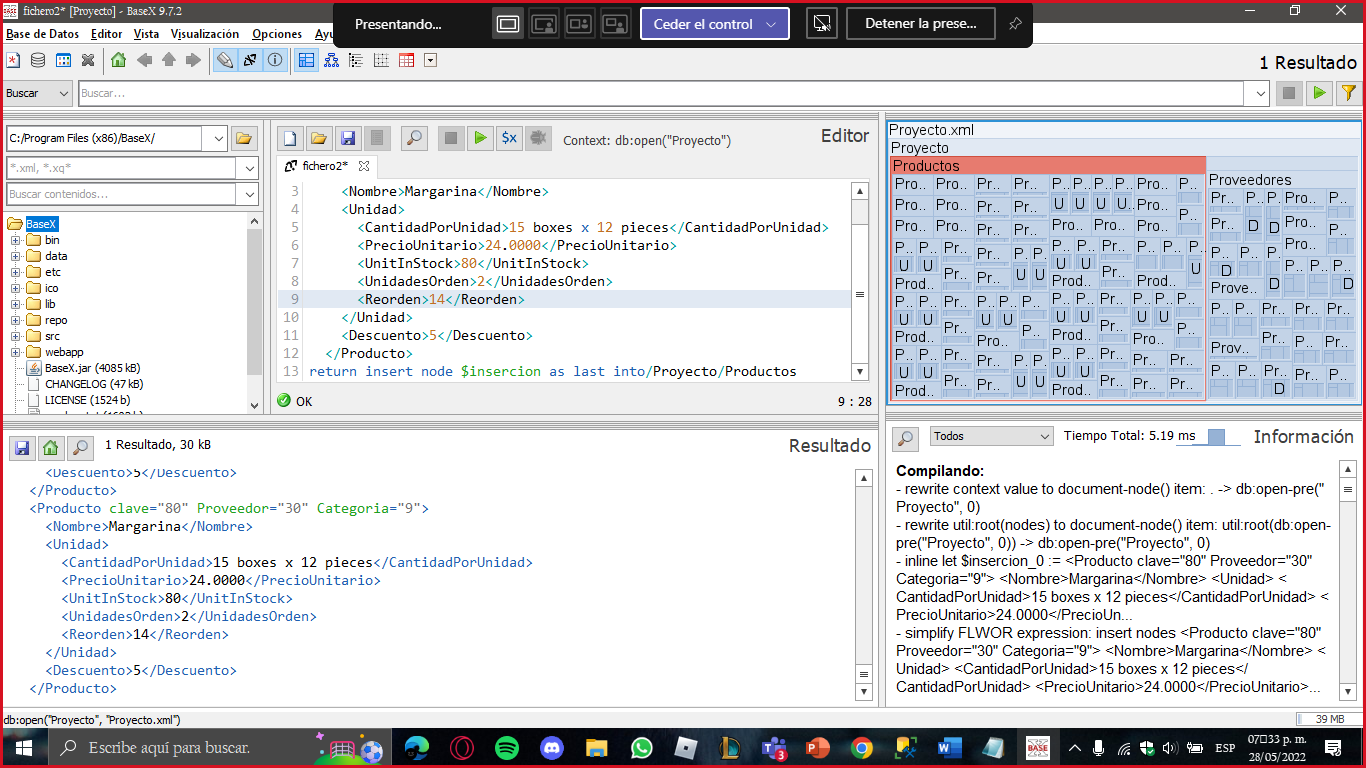 fichero2* [Proyecto] - BaseX 9.7.2
Presentando...
Ceder el control
Detener la prese...
Base de Datos Editor Vista Visualización Opciones Ayu
1 Resultado
Buscar
Buscar...
C:/Program Files (x86)/BaseX/
*.xml, *.xq*
Buscar contenidos...
BaseX
bin
data
etc
ico
lib
repo
src
webapp
BaseX.jar (4085 kB)
CHANGELOG (47 kB)
LICENSE (1524 b)
Context: db:open("Proyecto")
Editor
fichero2*
3 <Nombre>Margarina</Nombre>
4 <Unidad>
5 <CantidadPorUnidad>15 boxes x 12 pieces</CantidadPorUnidad>
6 <PrecioUnitario>24.0000</PrecioUnitario>
7 <UnitInStock>80</UnitInStock>
8 <UnidadesOrden>2</UnidadesOrden>
9 <Reorden>14</Reorden>
10 </Unidad>
11 <Descuento>5</Descuento>
12 </Producto>
13 return insert node $insercion as last into/Proyecto/Productos
OK
9 : 28
Proyecto.xml
Proyecto
Productos
Proveedores
1 Resultado, 30 kB
Resultado
<Descuento>5</Descuento>
</Producto>
<Producto clave="80" Proveedor="30" Categoria="9">
<Nombre>Margarina</Nombre>
<Unidad>
<CantidadPorUnidad>15 boxes x 12 pieces</CantidadPorUnidad>
<PrecioUnitario>24.0000</PrecioUnitario>
<UnitInStock>80</UnitInStock>
<UnidadesOrden>2</UnidadesOrden>
<Reorden>14</Reorden>
</Unidad>
<Descuento>5</Descuento>
</Producto>
Todos
Tiempo Total: 5.19 ms
Información
Compilando:
- rewrite context value to document-node() item: . -> db:open-pre("
Proyecto", 0)
- rewrite util:root(nodes) to document-node() item: util:root(db:open-
pre("Proyecto", 0)) -> db:open-pre("Proyecto", 0)
- inline let $insercion_0 := <Producto clave="80" Proveedor="30"
Categoria="9"> <Nombre>Margarina</Nombre> <Unidad> <
CantidadPorUnidad>15 boxes x 12 pieces</CantidadPorUnidad> <
PrecioUnitario>24.0000</PrecioUn...
- simplify FLWOR expression: insert nodes <Producto clave="80"
Proveedor="30" Categoria="9"> <Nombre>Margarina</Nombre> <
Unidad> <CantidadPorUnidad>15 boxes x 12 pieces</
CantidadPorUnidad> <PrecioUnitario>24.0000</PrecioUnitario>...
db:open("Proyecto", "Proyecto.xml")
39 MB
Escribe aquí para buscar.
ESP
07:33 p. m.
28/05/2022